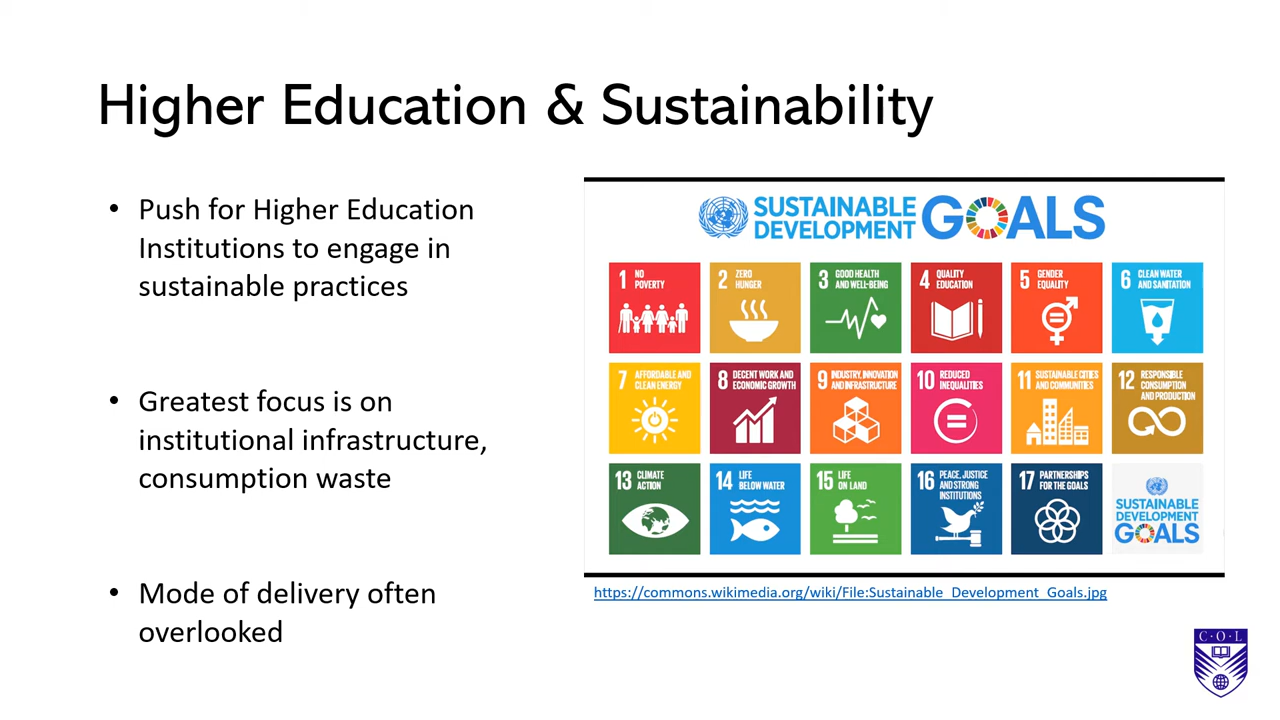 Higher Education & Sustainability
• Push for Higher Education
Institutions to engage in
sustainable practices
• Greatest focus is on
institutional infrastructure,
consumption waste
• Mode of delivery often
overlooked
SUSTAINABLE
DEVELOPMENT
GOALS
1 NO
POVERTY
2 ZERO
HUNGER
3 GOOD HEALTH
AND WELL-BEING
4 QUALITY
EDUCATION
5 GENDER
EQUALITY
6 CLEAN WATER
AND SANITATION
7 AFFORDABLE AND
CLEAN ENERGY
8 DECENT WORK AND
ECONOMIC GROWTH
9 INDUSTRY, INNOVATION
AND INFRASTRUCTURE
10 REDUCED
INEQUALITIES
11 SUSTAINABLE CITIES
AND COMMUNITIES
12 RESPONSIBLE
CONSUMPTION
AND PRODUCTION
13 CLIMATE
ACTION
14 LIFE
BELOW WATER
15 LIFE
ON LAND
16 PEACE, JUSTICE
AND STRONG
INSTITUTIONS
17 PARTNERSHIPS
FOR THE GOALS
SUSTAINABLE
DEVELOPMENT
GOALS
https://commons.wikimedia.org/wiki/File:Sustainable_Development_Goals.jpg
C·O·L